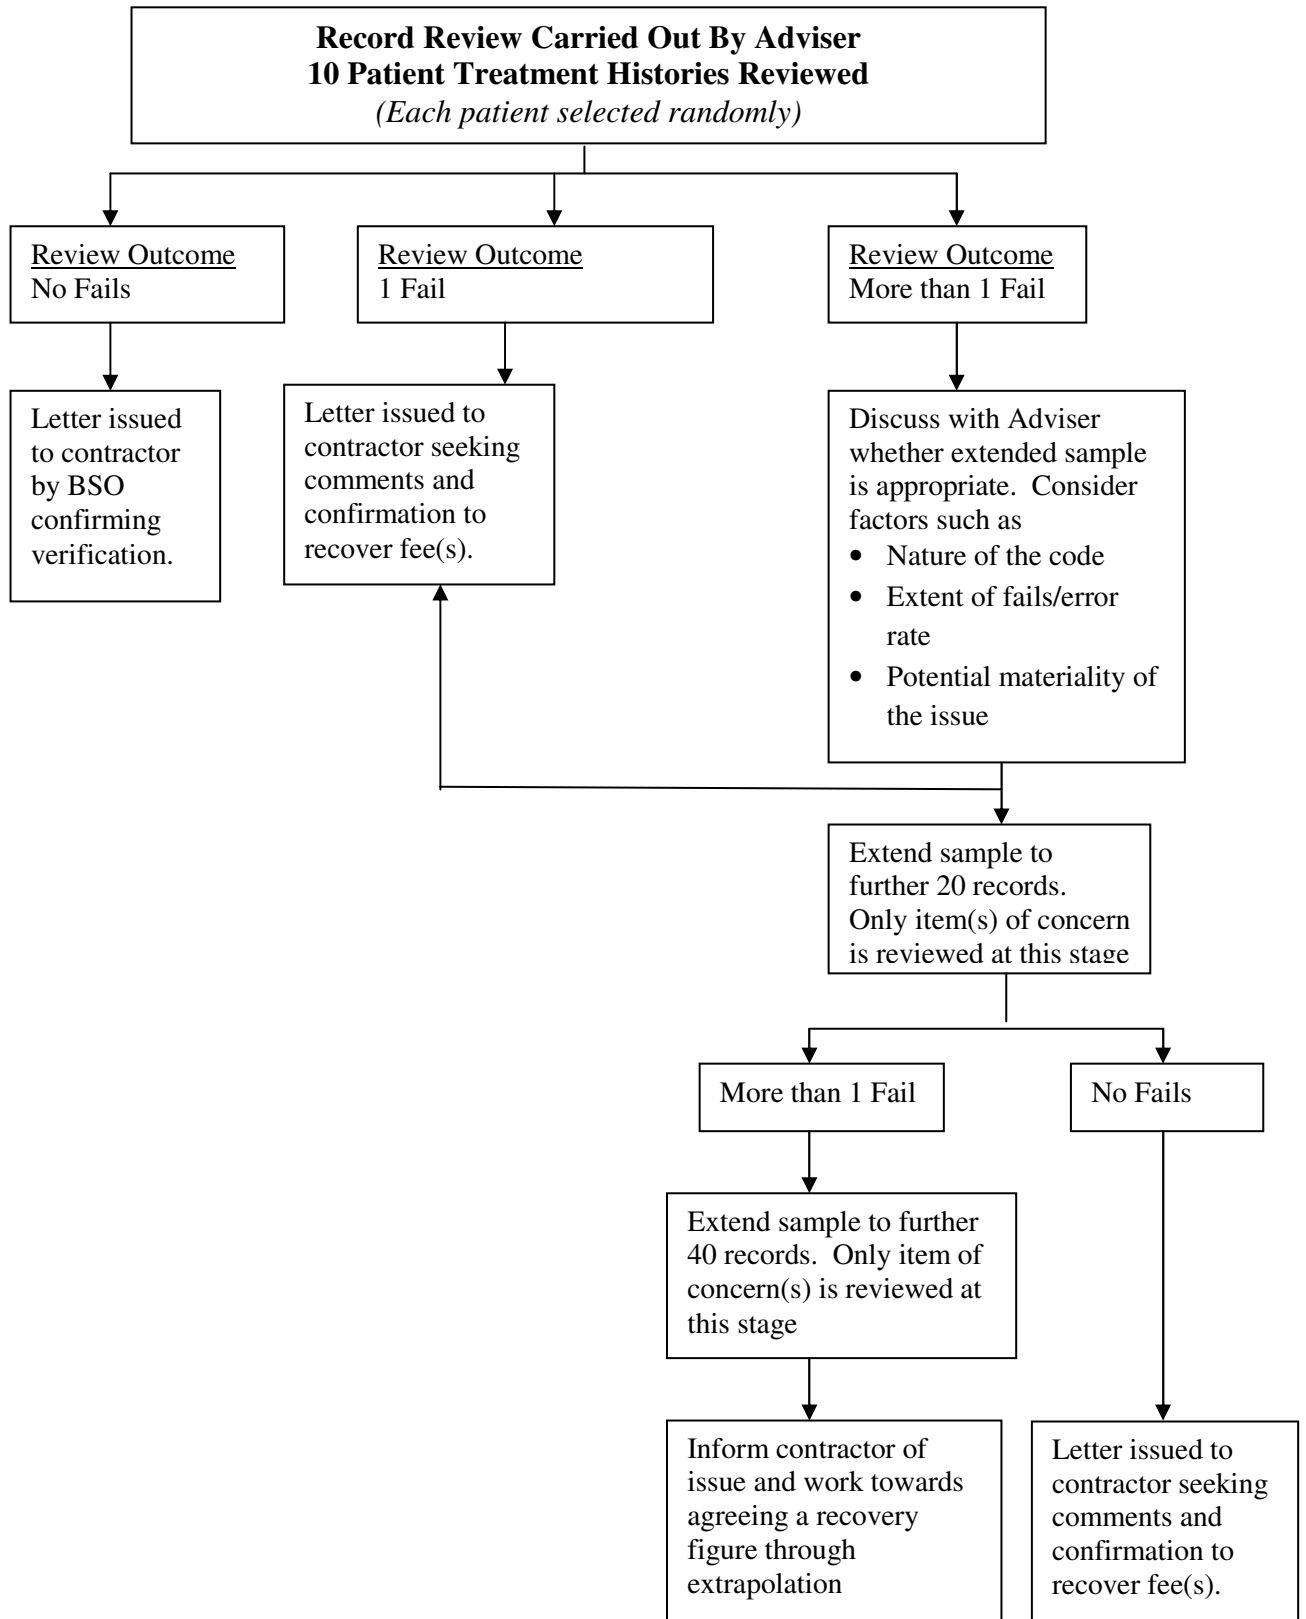 Record Review Carried Out By Adviser
10 Patient Treatment Histories Reviewed
(Each patient selected randomly)
Review Outcome
No Fails
Review Outcome
1 Fail
Review Outcome
More than 1 Fail
Letter issued
to contractor
by BSO
confirming
verification.
Letter issued to
contractor seeking
comments and
confirmation to
recover fee(s).
Discuss with Adviser
whether extended sample
is appropriate.  Consider
factors such as
• Nature of the code
• Extent of fails/error
rate
• Potential materiality of
the issue
Extend sample to
further 20 records.
Only item(s) of concern
is reviewed at this stage
More than 1 Fail
No Fails
Extend sample to further
40 records.  Only item of
concern(s) is reviewed at
this stage
Inform contractor of
issue and work towards
agreeing a recovery
figure through
extrapolation
Letter issued to
contractor seeking
comments and
confirmation to
recover fee(s).